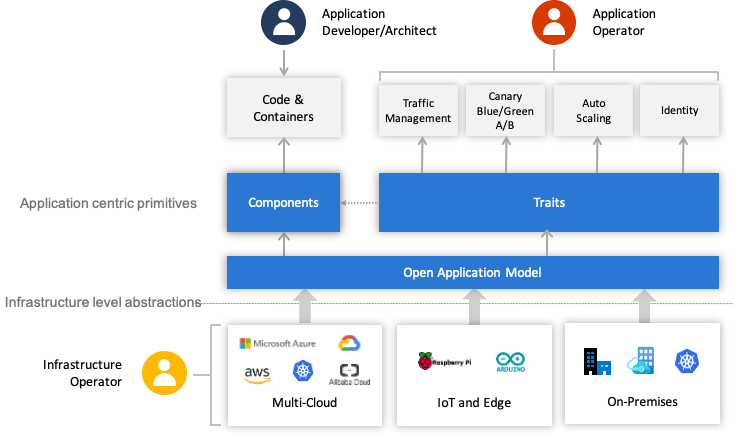 Application
Developer/Architect
Application
Operator
Code &
Containers
Traffic
Management
Canary
Blue/Green
A/B
Auto
Scaling
Identity
Application centric primitives
Components
Traits
Open Application Model
Infrastructure level abstractions
Infrastructure
Operator
Microsoft Azure
aws
Alibaba Cloud
Multi-Cloud
Raspberry Pi
ARDUINO
IoT and Edge
On-Premises